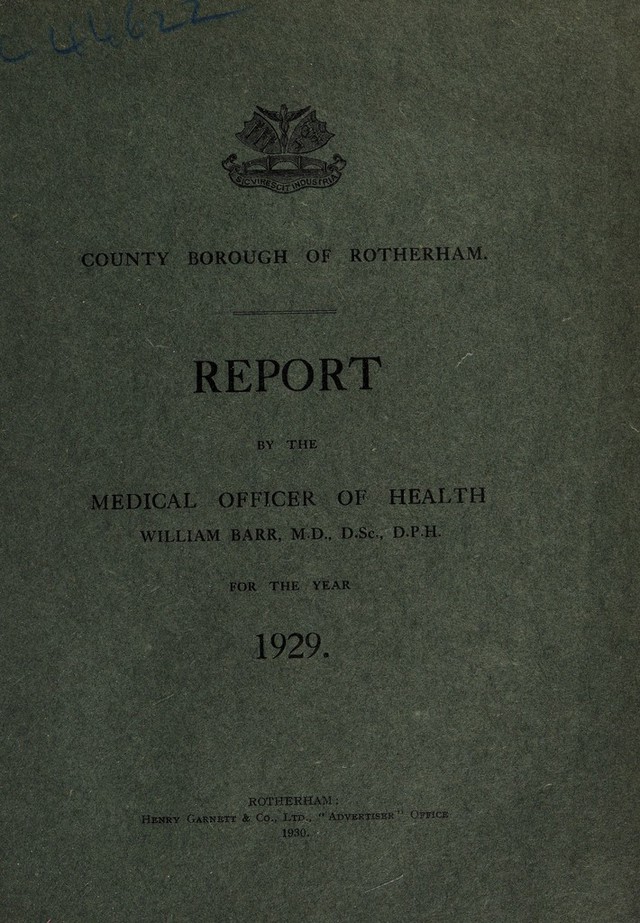 C 44622
SIC VIRESCIT INDUSTRIA
COUNTY BOROUGH OF ROTHERHAM.
REPORT
BY THE
MEDICAL OFFICER OF HEALTH
WILLIAM BARR, M.D., D.Sc., D.P.H.
FOR THE YEAR
1929.
ROTHERHAM:
HENRY GARNETT & CO., LTD., "ADVERTISER" OFFICE
1930.